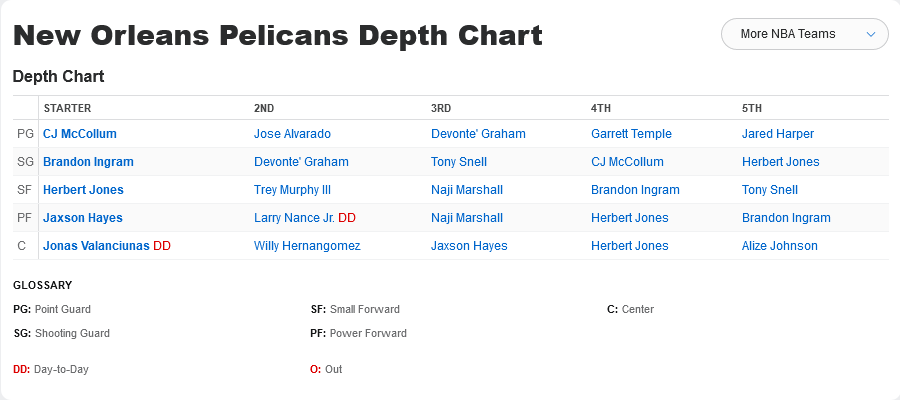 New Orleans Pelicans Depth Chart
More NBA Teams
Depth Chart
STARTER 2ND 3RD 4TH 5TH
PG CJ McCollum Jose Alvarado Devonte' Graham Garrett Temple Jared Harper
SG Brandon Ingram Devonte' Graham Tony Snell CJ McCollum Herbert Jones
SF Herbert Jones Trey Murphy III Naji Marshall Brandon Ingram Tony Snell
PF Jaxson Hayes Larry Nance Jr. DD Naji Marshall Herbert Jones Brandon Ingram
C Jonas Valanciunas DD Willy Hernangomez Jaxson Hayes Herbert Jones Alize Johnson
GLOSSARY
PG: Point Guard SF: Small Forward C: Center
SG: Shooting Guard PF: Power Forward
DD: Day-to-Day O: Out